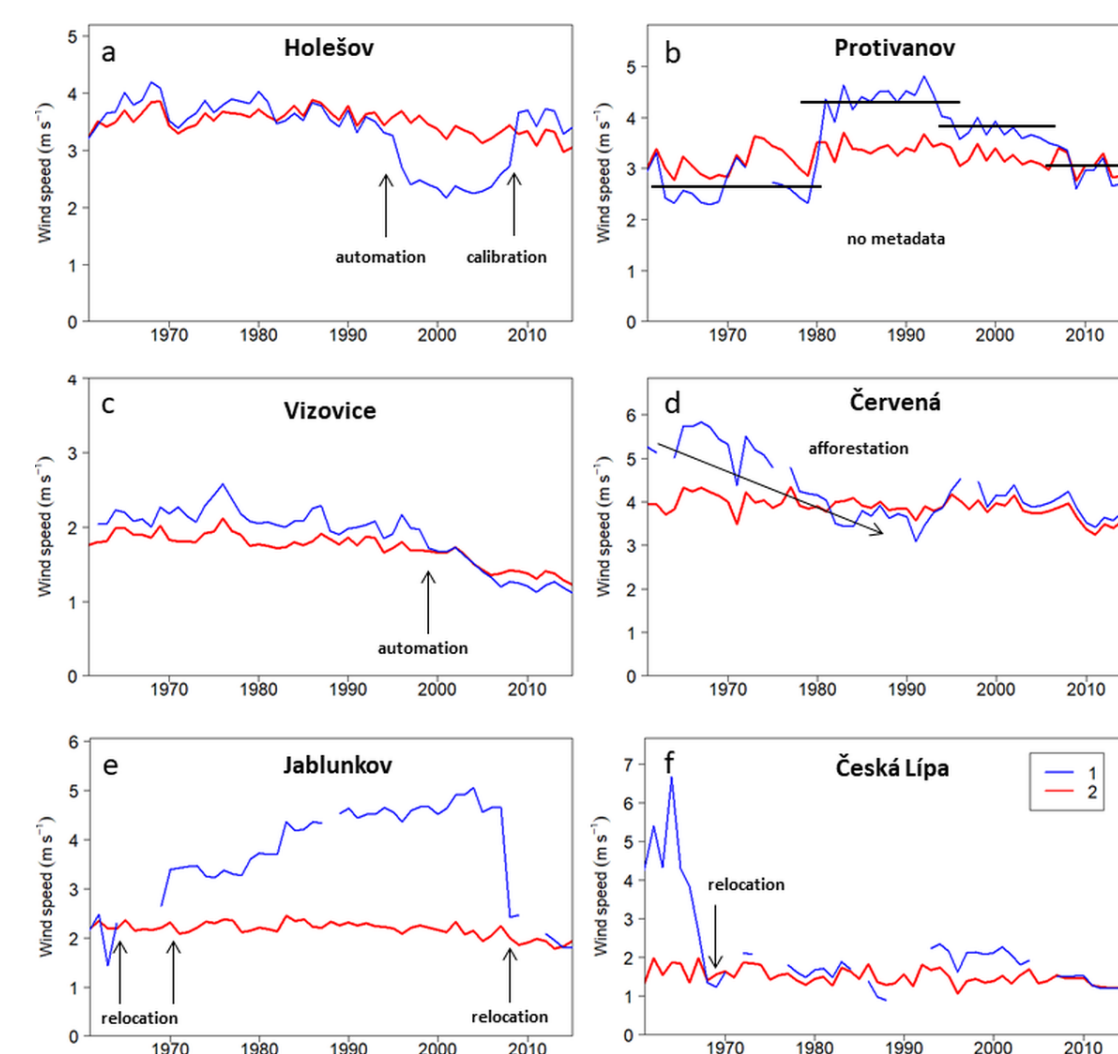 a
Holešov
5
4
3
2
1
0
Wind speed (m s⁻¹)
automation
calibration
1970 1980 1990 2000 2010
b
Protivanov
5
4
3
2
1
0
Wind speed (m s⁻¹)
no metadata
1970 1980 1990 2000 2010
c
Vizovice
4
3
2
1
0
Wind speed (m s⁻¹)
automation
1970 1980 1990 2000 2010
d
Červená
afforestation
6
5
4
3
2
1
0
Wind speed (m s⁻¹)
1970 1980 1990 2000 2010
e
Jablunkov
6
5
4
3
2
1
0
Wind speed (m s⁻¹)
relocation
relocation
1970 1980 1990 2000 2010
f
Česká Lípa
1
2
7
6
5
4
3
2
1
0
Wind speed (m s⁻¹)
relocation
1970 1980 1990 2000 2010